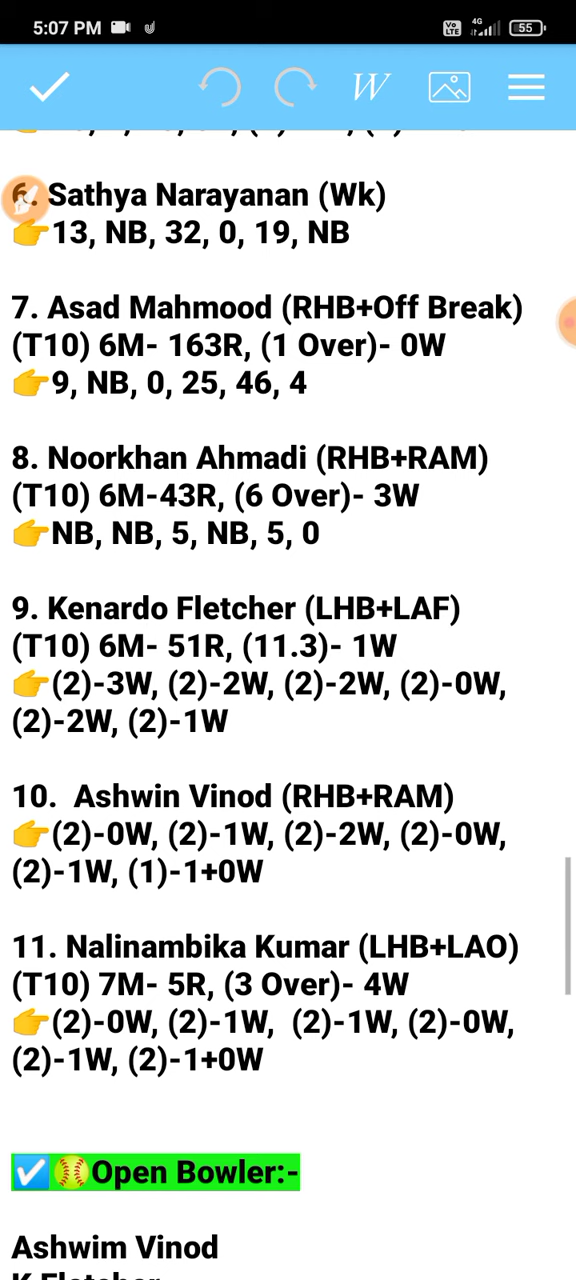 5:07 PM
Vo LTE 4G 55
W
6. Sathya Narayanan (Wk)
👉13, NB, 32, 0, 19, NB
7. Asad Mahmood (RHB+Off Break)
(T10) 6M- 163R, (1 Over)- 0W
👉9, NB, 0, 25, 46, 4
8. Noorkhan Ahmadi (RHB+RAM)
(T10) 6M-43R, (6 Over)- 3W
👉NB, NB, 5, NB, 5, 0
9. Kenardo Fletcher (LHB+LAF)
(T10) 6M- 51R, (11.3)- 1W
👉(2)-3W, (2)-2W, (2)-2W, (2)-0W,
(2)-2W, (2)-1W
10.  Ashwin Vinod (RHB+RAM)
👉(2)-0W, (2)-1W, (2)-2W, (2)-0W,
(2)-1W, (1)-1+0W
11. Nalinambika Kumar (LHB+LAO)
(T10) 7M- 5R, (3 Over)- 4W
👉(2)-0W, (2)-1W,  (2)-1W, (2)-0W,
(2)-1W, (2)-1+0W
✅⚾Open Bowler:-
Ashwim Vinod
K Fletcher